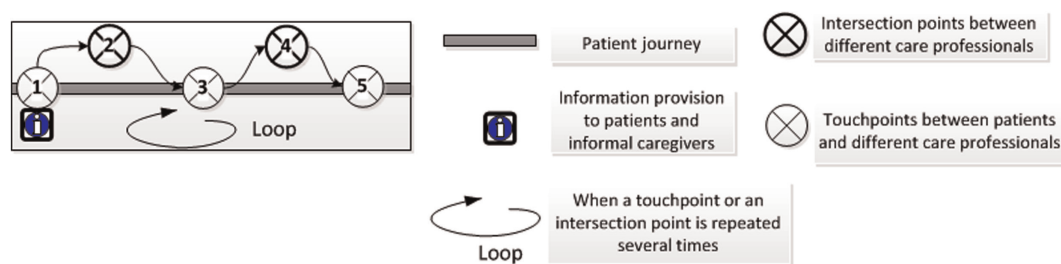 1
2
3
4
5
i
Loop
Patient journey
Information provision
to patients and
informal caregivers
Loop
When a touchpoint or an
intersection point is repeated
several times
Intersection points between
different care professionals
Touchpoints between patients
and different care professionals
i